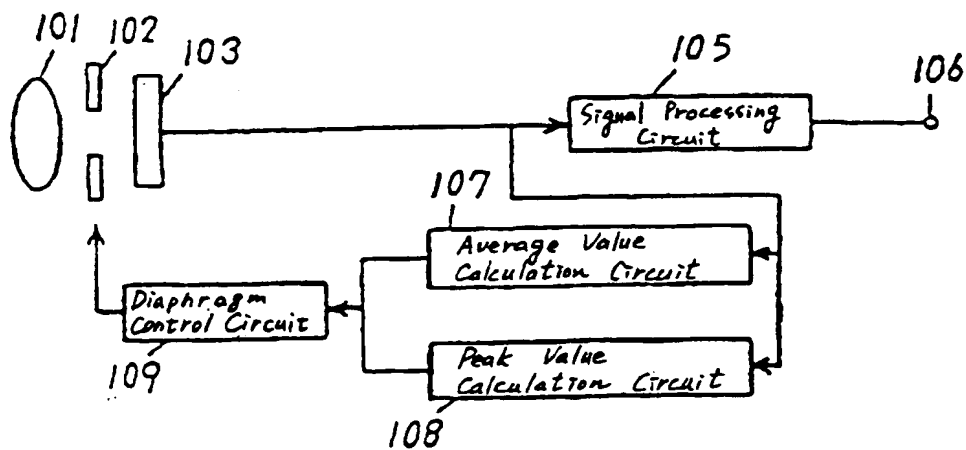 101
102
103
105
106
Signal Processing
Circuit
107
Average Value
Calculation Circuit
Diaphragm
Control Circuit
109
Peak Value
Calculation Circuit
108